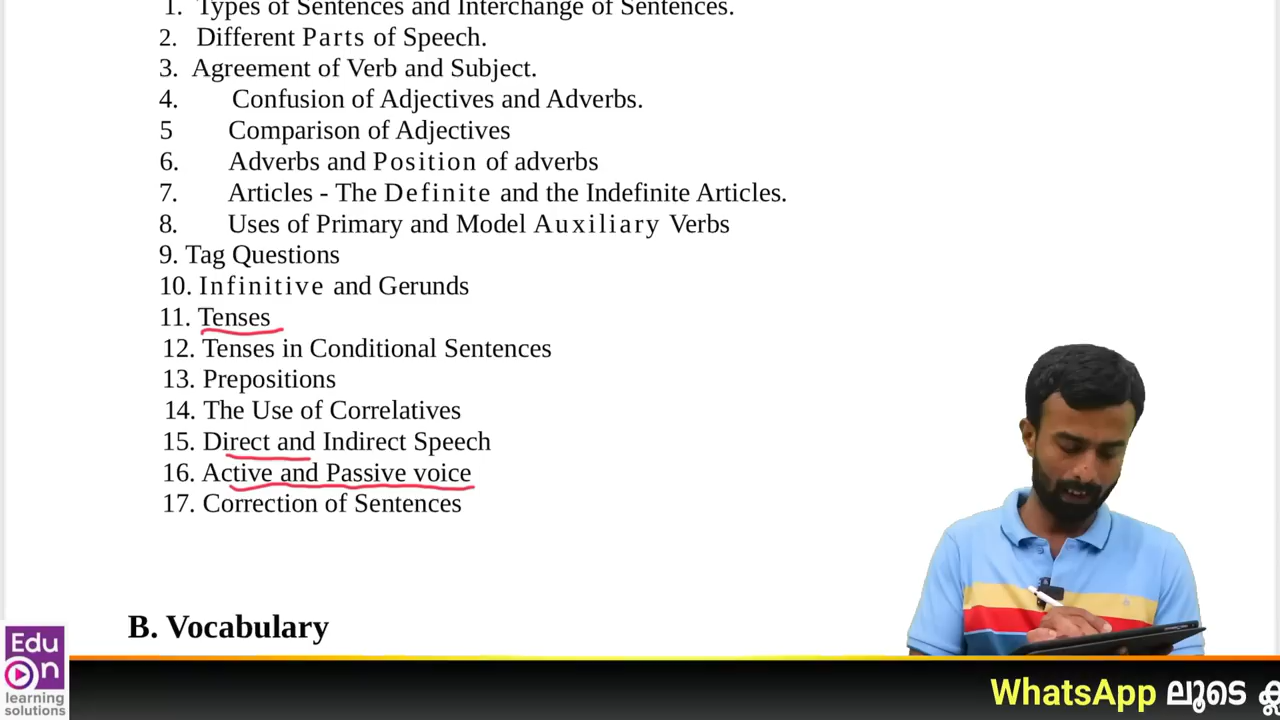 1. Types of Sentences and Interchange of Sentences.
2. Different Parts of Speech.
3. Agreement of Verb and Subject.
4. Confusion of Adjectives and Adverbs.
5 Comparison of Adjectives
6. Adverbs and Position of adverbs
7. Articles - The Definite and the Indefinite Articles.
8. Uses of Primary and Model Auxiliary Verbs
9. Tag Questions
10. Infinitive and Gerunds
11. Tenses
12. Tenses in Conditional Sentences
13. Prepositions
14. The Use of Correlatives
15. Direct and Indirect Speech
16. Active and Passive voice
17. Correction of Sentences
B. Vocabulary
Edu
On
learning
solutions
WhatsApp ലൂടെ